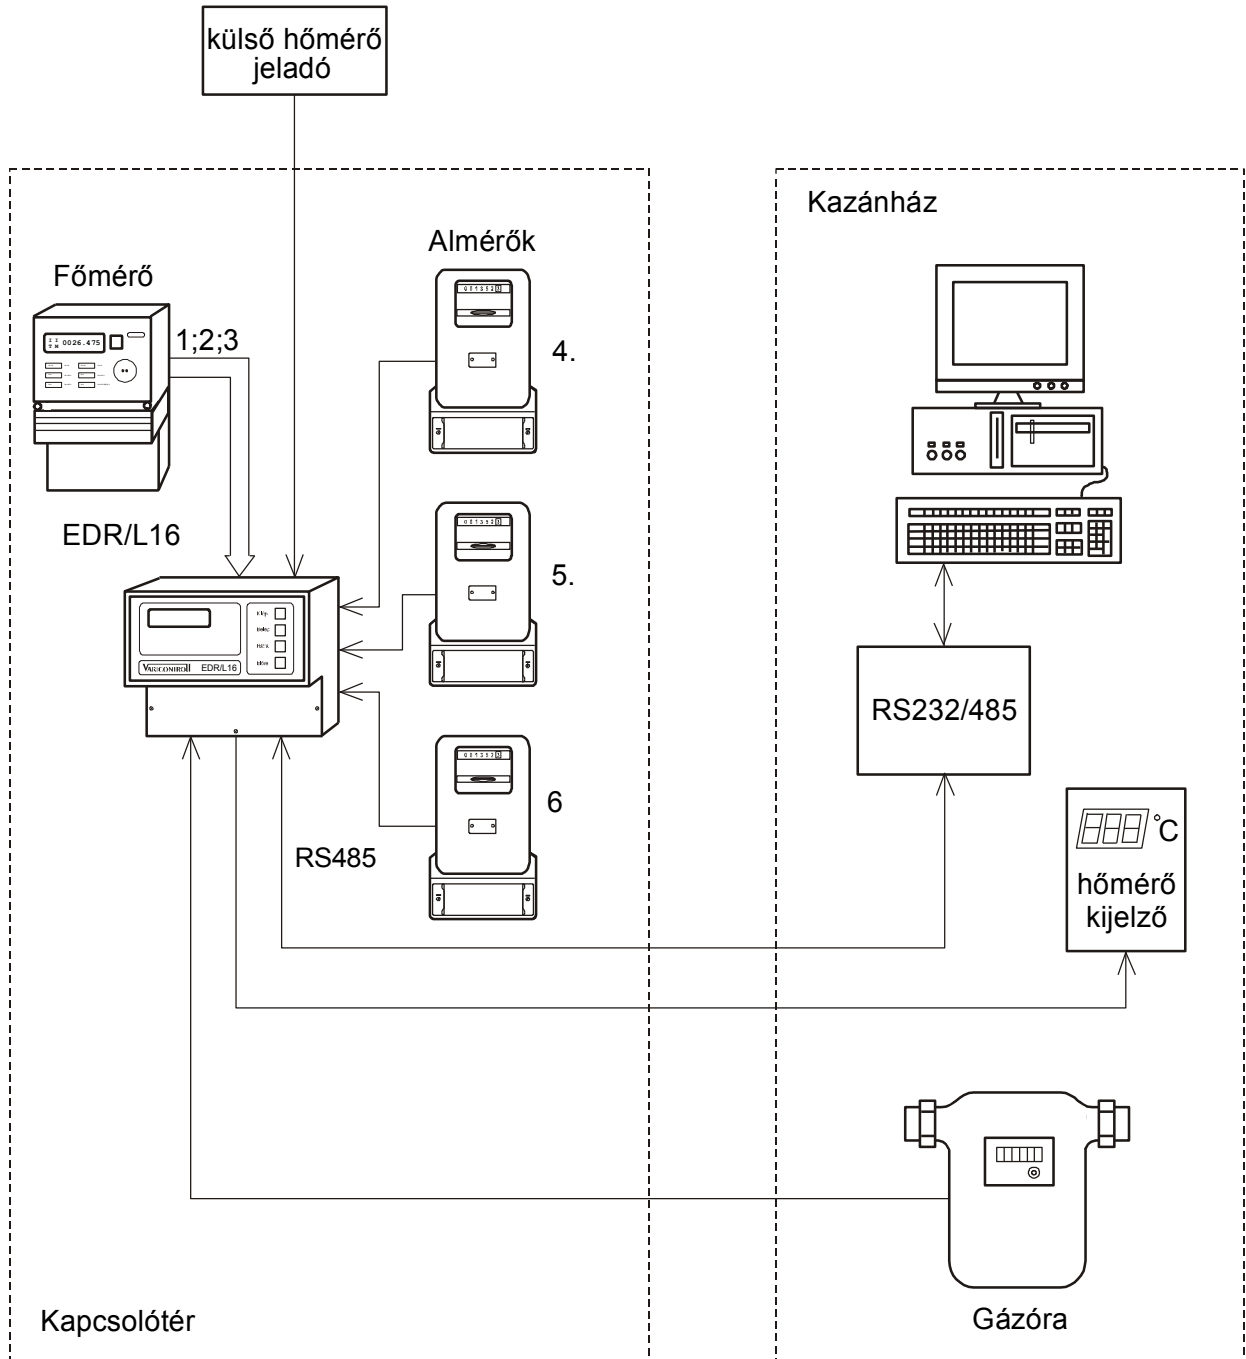 külső hőmérő
jeladó
Kazánház
Almérők
Főmérő
0026.475
1;2;3
4.
EDR/L16
5.
VARICONTROLL EDR/L16
RS232/485
6
°C
RS485
hőmérő
kijelző
Kapcsolótér
Gázóra